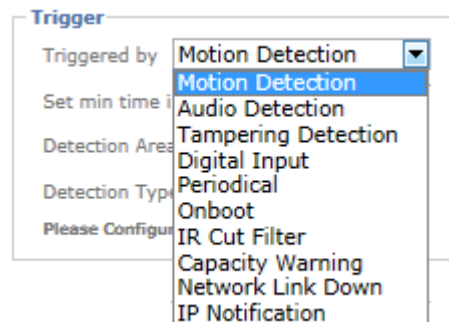 Trigger
Triggered by Motion Detection
Motion Detection
Set min time i
Audio Detection
Tampering Detection
Detection Area
Digital Input
Periodical
Detection Type
Onboot
Please Configur
IR Cut Filter
Capacity Warning
Network Link Down
IP Notification